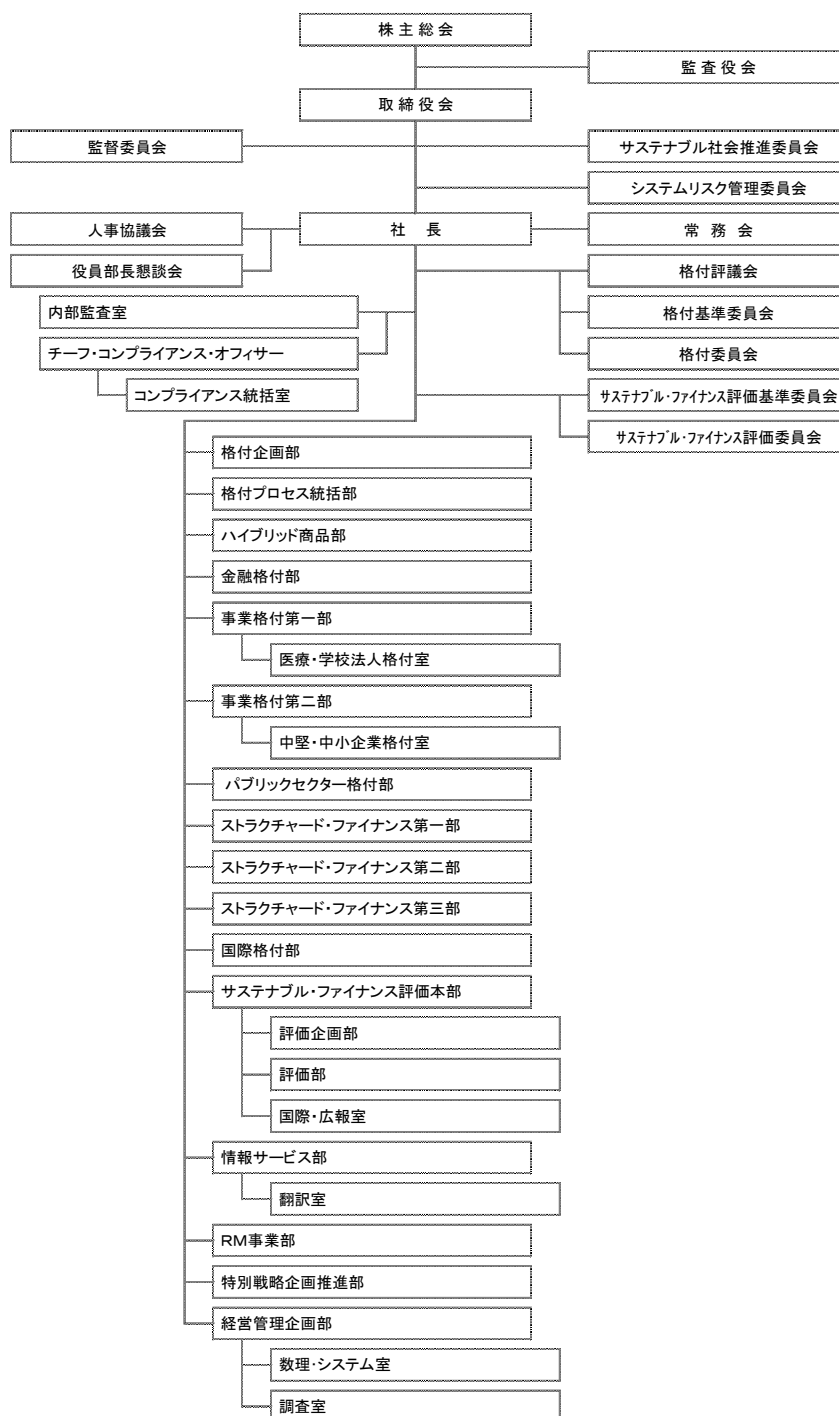 株 主 総 会
監 査 役 会
取 締 役 会
監督委員会
サステナブル社会推進委員会
システムリスク管理委員会
人事協議会
社　長
常　務　会
役員部長懇談会
格付評議会
内部監査室
格付基準委員会
チーフ・コンプライアンス・オフィサー
格付委員会
コンプライアンス統括室
サステナブル・ファイナンス評価基準委員会
サステナブル・ファイナンス評価委員会
格付企画部
格付プロセス統括部
ハイブリッド商品部
金融格付部
事業格付第一部
医療・学校法人格付室
事業格付第二部
中堅・中小企業格付室
パブリックセクター格付部
ストラクチャード・ファイナンス第一部
ストラクチャード・ファイナンス第二部
ストラクチャード・ファイナンス第三部
国際格付部
サステナブル・ファイナンス評価本部
評価企画部
評価部
国際・広報室
情報サービス部
翻訳室
RM事業部
特別戦略企画推進部
経営管理企画部
数理・システム室
調査室